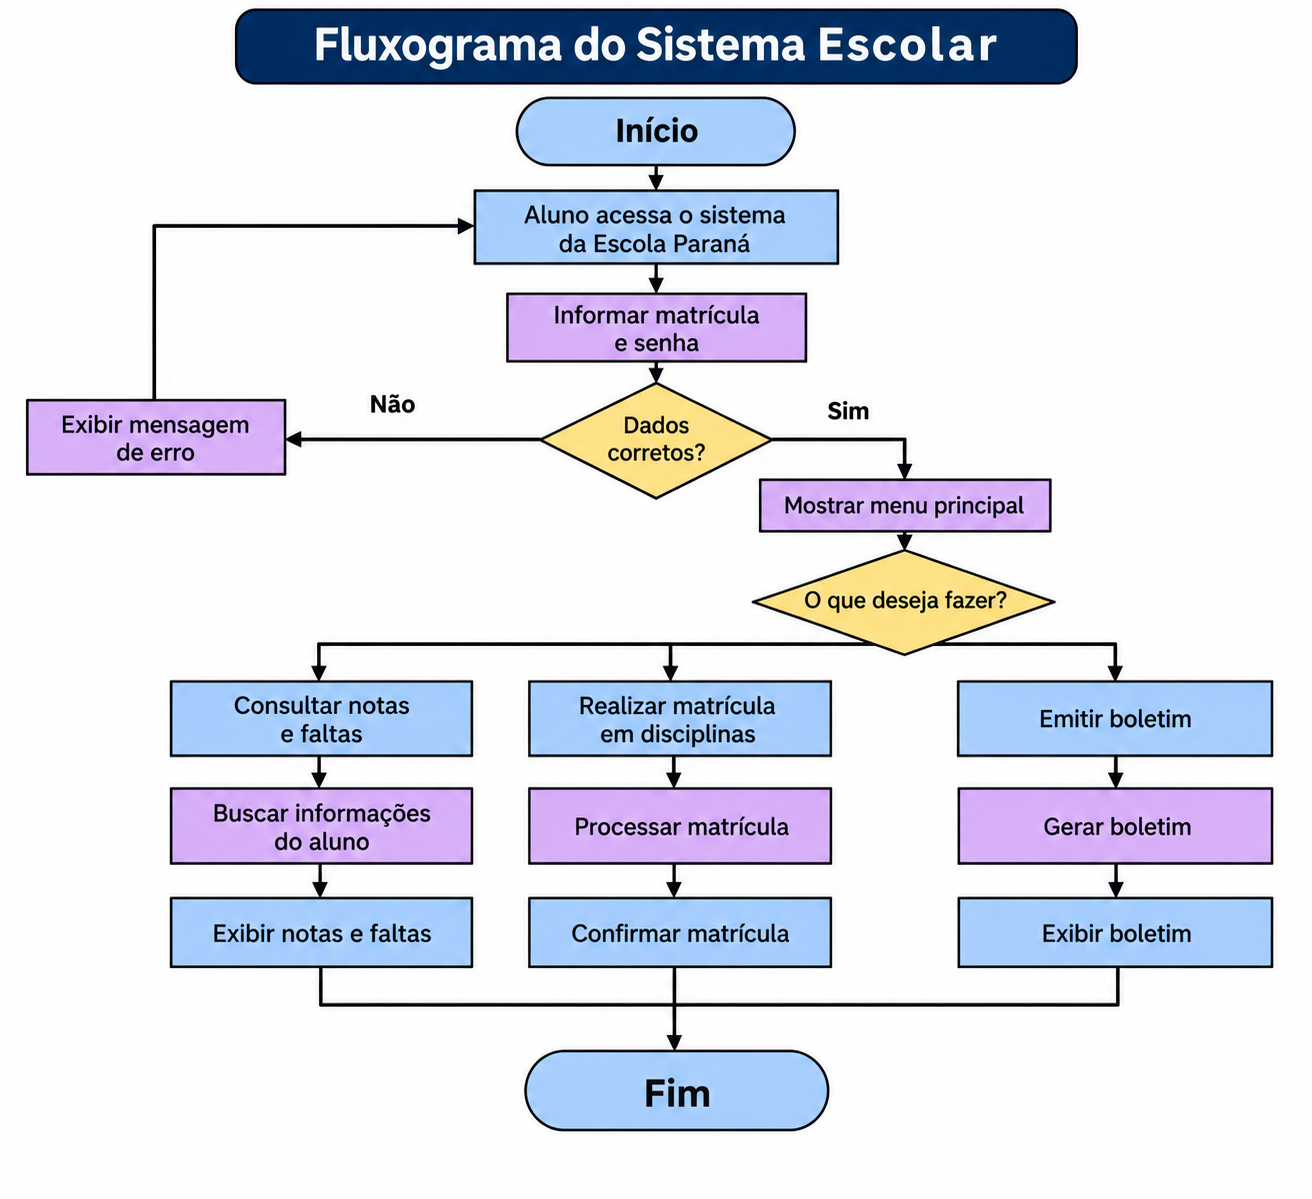 Fluxograma do Sistema Escolar
Início
Aluno acessa o sistema
da Escola Paraná
Informar matrícula
e senha
Não
Sim
Dados
corretos?
Exibir mensagem
de erro
Mostrar menu principal
O que deseja fazer?
Consultar notas
e faltas
Realizar matrícula
em disciplinas
Emitir boletim
Buscar informações
do aluno
Processar matrícula
Gerar boletim
Exibir notas e faltas
Confirmar matrícula
Exibir boletim
Fim